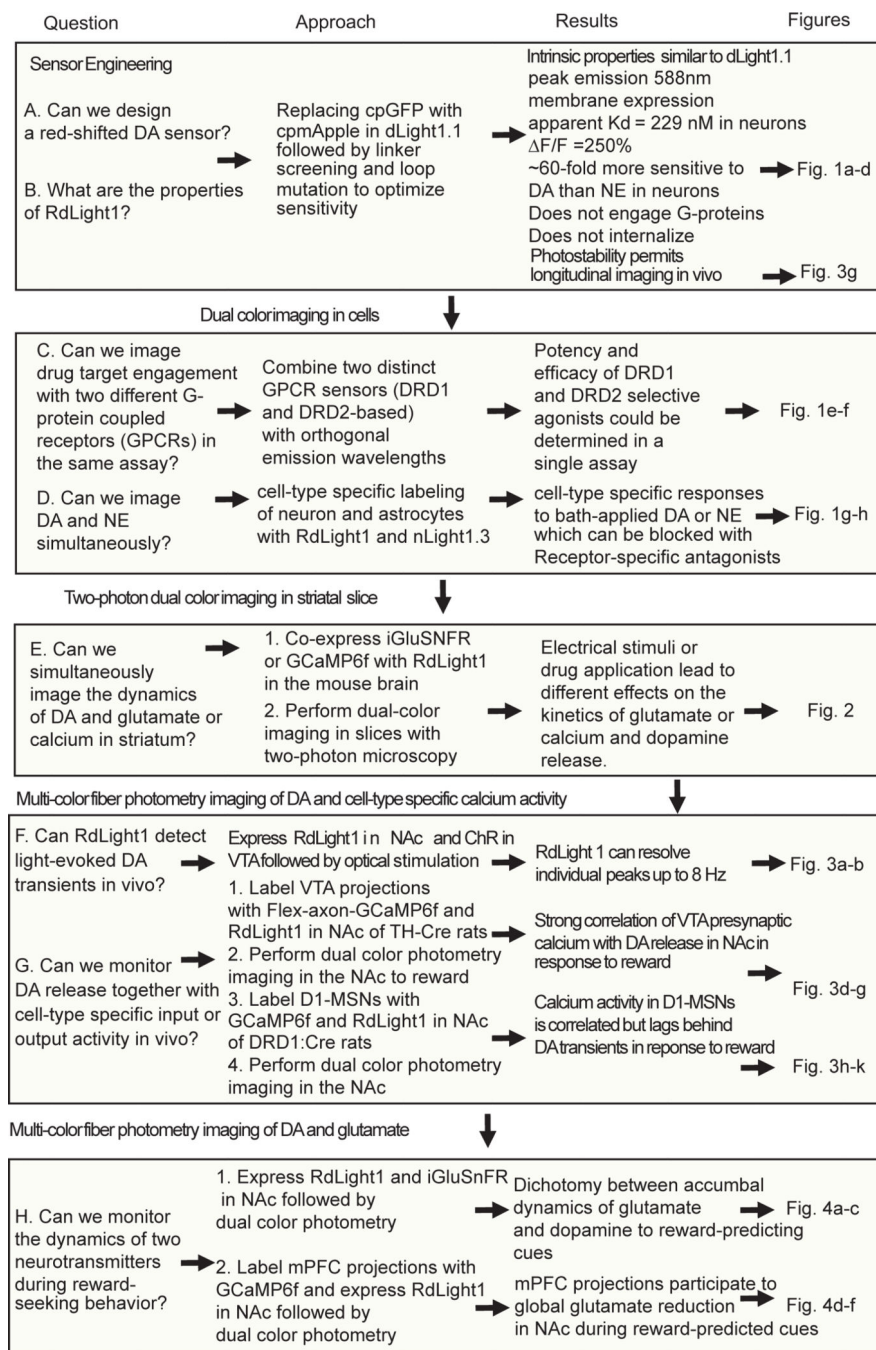 Question
Approach
Results
Figures
Sensor Engineering
A. Can we design
a red-shifted DA sensor?
B. What are the properties
of RdLight1?
Replacing cpGFP with
cpmApple in dLight1.1
followed by linker
screening and loop
mutation to optimize
sensitivity
Intrinsic properties similar to dLight1.1
peak emission 588nm
membrane expression
apparent Kd = 229 nM in neurons
ΔF/F =250%
~60-fold more sensitive to
DA than NE in neurons
Does not engage G-proteins
Does not internalize
Photostability permits
longitudinal imaging in vivo
Fig. 1a-d
Fig. 3g
Dual color imaging in cells
C. Can we image
drug target engagement
with two different G-
protein coupled
receptors (GPCRs) in
the same assay?
Combine two distinct
GPCR sensors (DRD1
and DRD2-based)
with orthogonal
emission wavelengths
Potency and
efficacy of DRD1
and DRD2 selective
agonists could be
determined in a
single assay
Fig. 1e-f
D. Can we image
DA and NE
simultaneously?
cell-type specific labeling
of neuron and astrocytes
with RdLight1 and nLight1.3
cell-type specific responses
to bath-applied DA or NE
which can be blocked with
Receptor-specific antagonists
Fig. 1g-h
Two-photon dual color imaging in striatal slice
E. Can we
simultaneously
image the dynamics
of DA and glutamate or
calcium in striatum?
1. Co-express iGluSNFR
or GCaMP6f with RdLight1
in the mouse brain
2. Perform dual-color
imaging in slices with
two-photon microscopy
Electrical stimuli or
drug application lead to
different effects on the
kinetics of glutamate or
calcium and dopamine
release.
Fig. 2
Multi-color fiber photometry imaging of DA and cell-type specific calcium activity
F. Can RdLight1 detect
light-evoked DA
transients in vivo?
Express RdLight1 in NAc and ChR in
VTA followed by optical stimulation
RdLight 1 can resolve
individual peaks up to 8 Hz
Fig. 3a-b
G. Can we monitor
DA release together with
cell-type specific input or
output activity in vivo?
1. Label VTA projections
with Flex-axon-GCaMP6f and
RdLight1 in NAc of TH-Cre rats
2. Perform dual color photometry
imaging in the NAc to reward
3. Label D1-MSNs with
GCaMP6f and RdLight1 in NAc
of DRD1:Cre rats
4. Perform dual color photometry
imaging in the NAc
Strong correlation of VTA presynaptic
calcium with DA release in NAc in
response to reward
Calcium activity in D1-MSNs
is correlated but lags behind
DA transients in reponse to reward
Fig. 3d-g
Fig. 3h-k
Multi-color fiber photometry imaging of DA and glutamate
H. Can we monitor
the dynamics of two
neurotransmitters
during reward-
seeking behavior?
1. Express RdLight1 and iGluSnFR
in NAc followed by
dual color photometry
2. Label mPFC projections with
GCaMP6f and express RdLight1
in NAc followed by
dual color photometry
Dichotomy between accumbal
dynamics of glutamate
and dopamine to reward-predicting
cues
mPFC projections participate to
global glutamate reduction
in NAc during reward-predicted cues
Fig. 4a-c
Fig. 4d-f